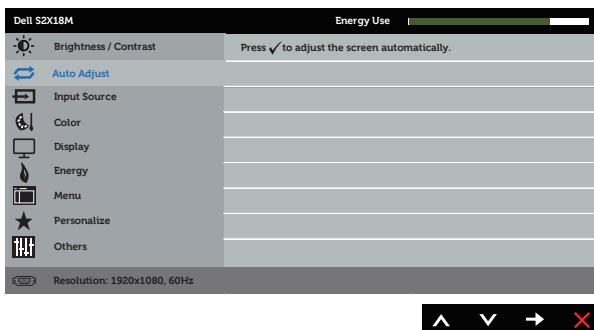 Dell S2X18M
Energy Use
Brightness / Contrast
Press ✓ to adjust the screen automatically.
Auto Adjust
Input Source
Color
Display
Energy
Menu
Personalize
Others
Resolution: 1920x1080, 60Hz